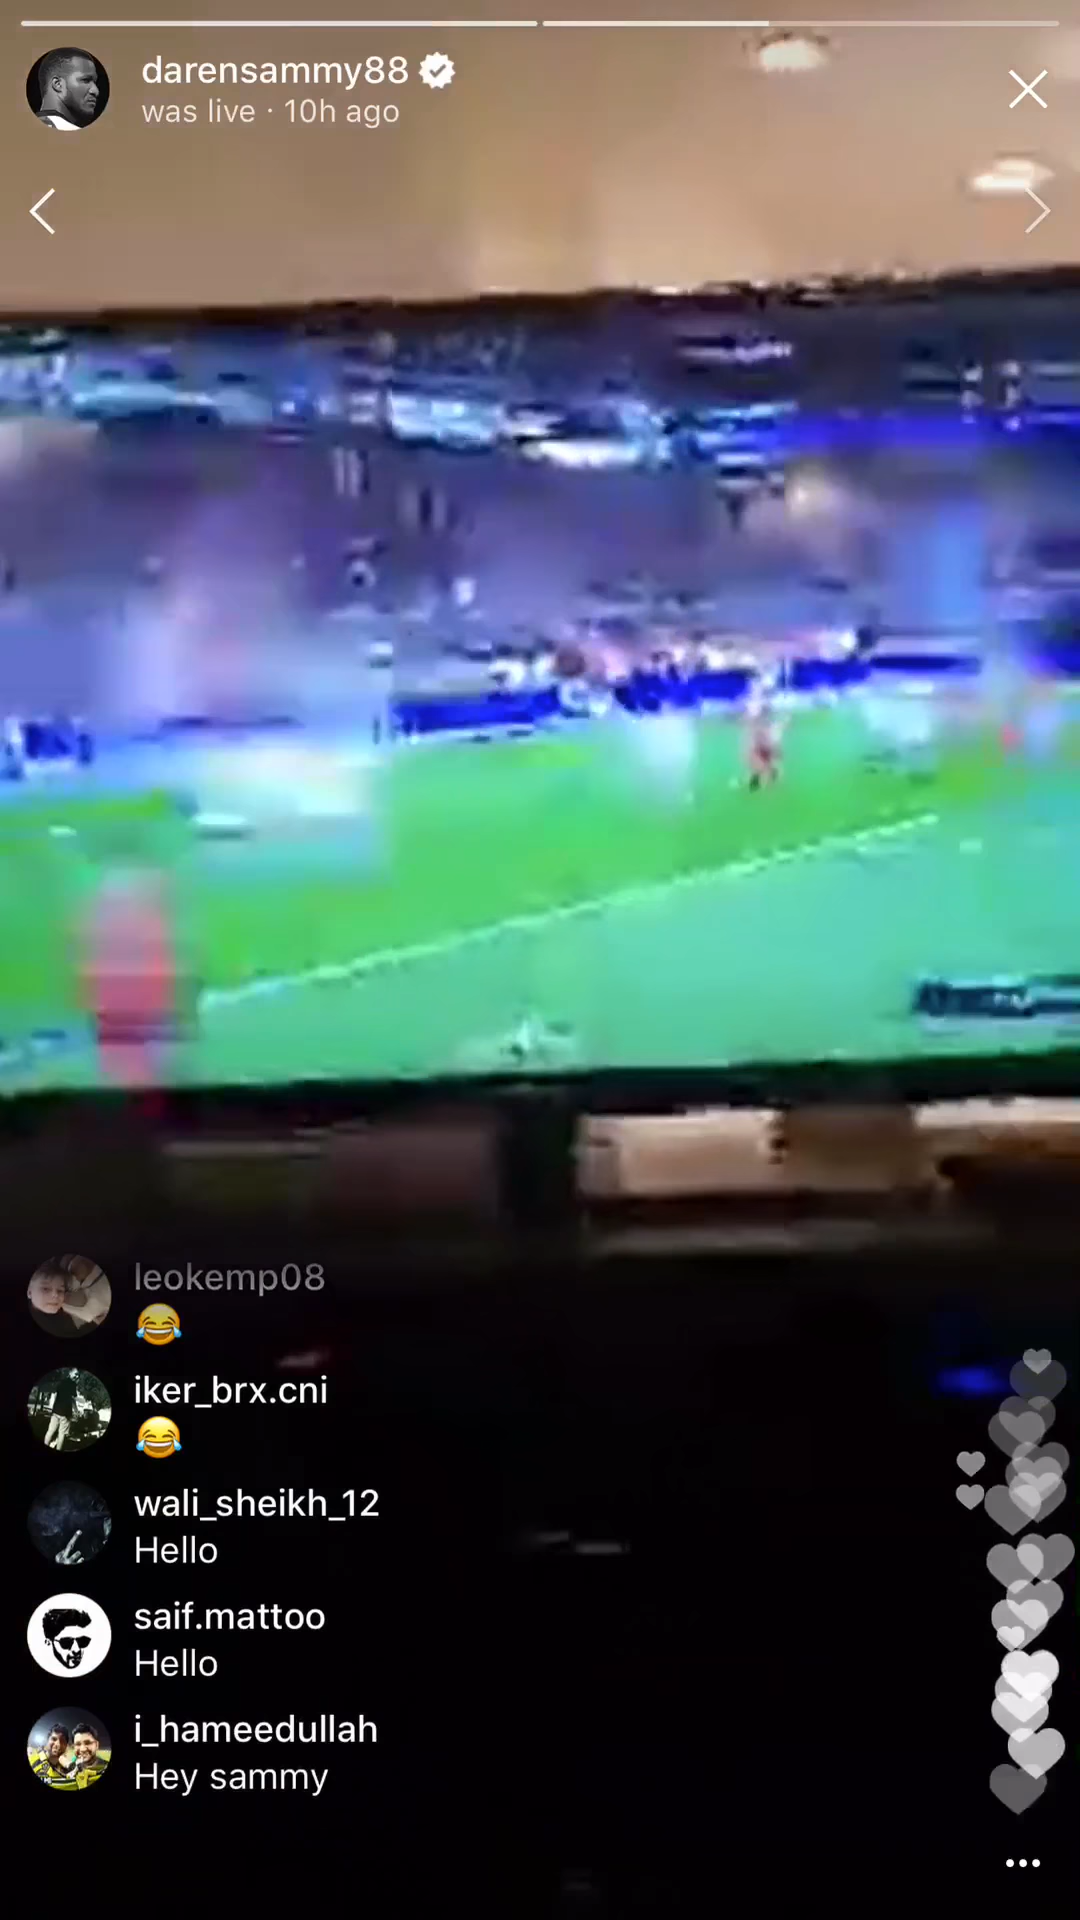 darensammy88
was live · 10h ago
leokemp08
😂
iker_brx.cni
😂
wali_sheikh_12
Hello
saif.mattoo
Hello
i_hameedullah
Hey sammy